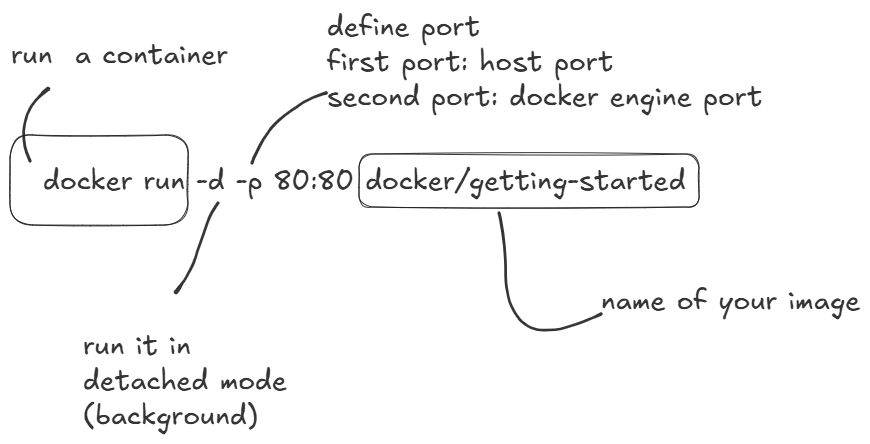 define port
first port: host port
second port: docker engine port
run a container
docker run -d -p 80:80 docker/getting-started
name of your image
run it in
detached mode
(background)